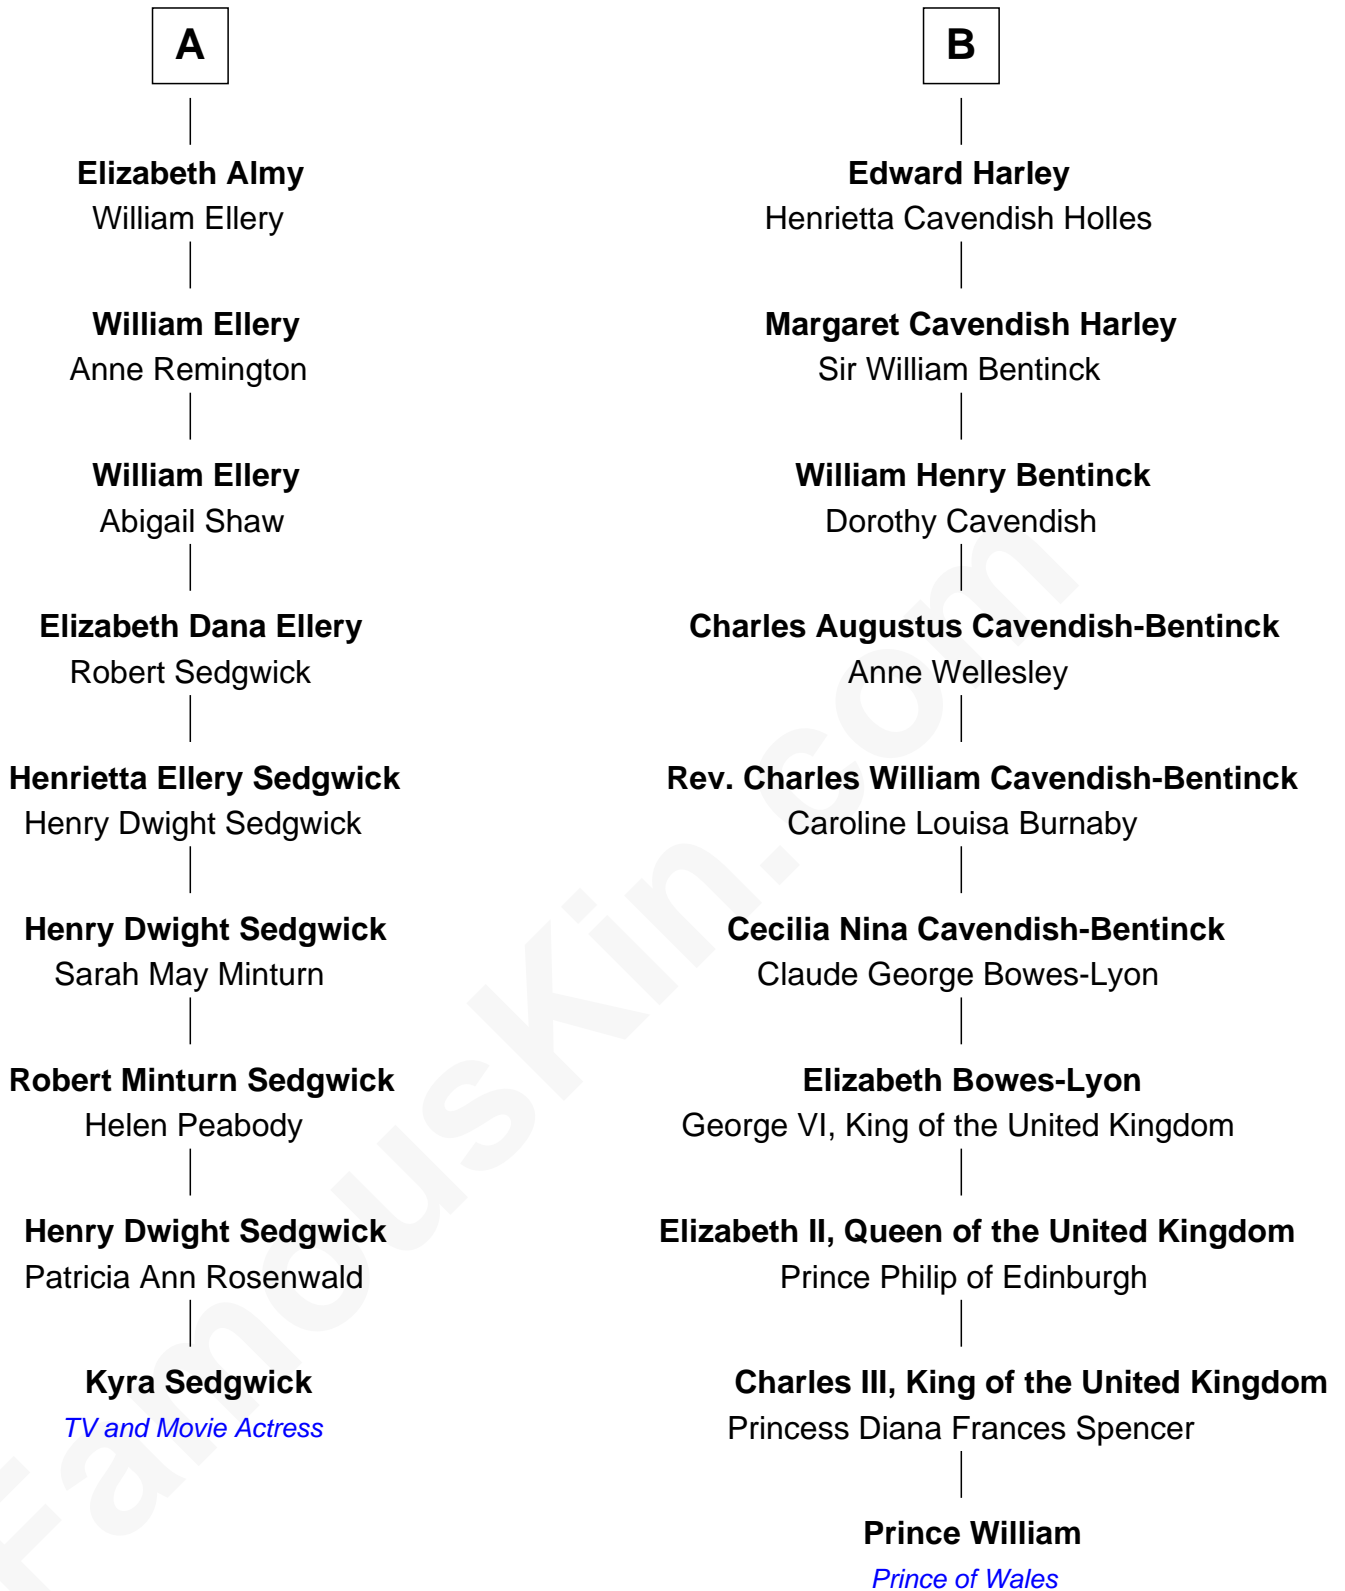 A
Elizabeth Almy
William Ellery
William Ellery
Anne Remington
William Ellery
Abigail Shaw
Elizabeth Dana Ellery
Robert Sedgwick
Henrietta Ellery Sedgwick
Henry Dwight Sedgwick
Henry Dwight Sedgwick
Sarah May Minturn
Robert Minturn Sedgwick
Helen Peabody
Henry Dwight Sedgwick
Patricia Ann Rosenwald
Kyra Sedgwick
TV and Movie Actress
B
Edward Harley
Henrietta Cavendish Holles
Margaret Cavendish Harley
Sir William Bentinck
William Henry Bentinck
Dorothy Cavendish
Charles Augustus Cavendish-Bentinck
Anne Wellesley
Rev. Charles William Cavendish-Bentinck
Caroline Louisa Burnaby
Cecilia Nina Cavendish-Bentinck
Claude George Bowes-Lyon
Elizabeth Bowes-Lyon
George VI, King of the United Kingdom
Elizabeth II, Queen of the United Kingdom
Prince Philip of Edinburgh
Charles III, King of the United Kingdom
Princess Diana Frances Spencer
Prince William
Prince of Wales
FamousKin.com